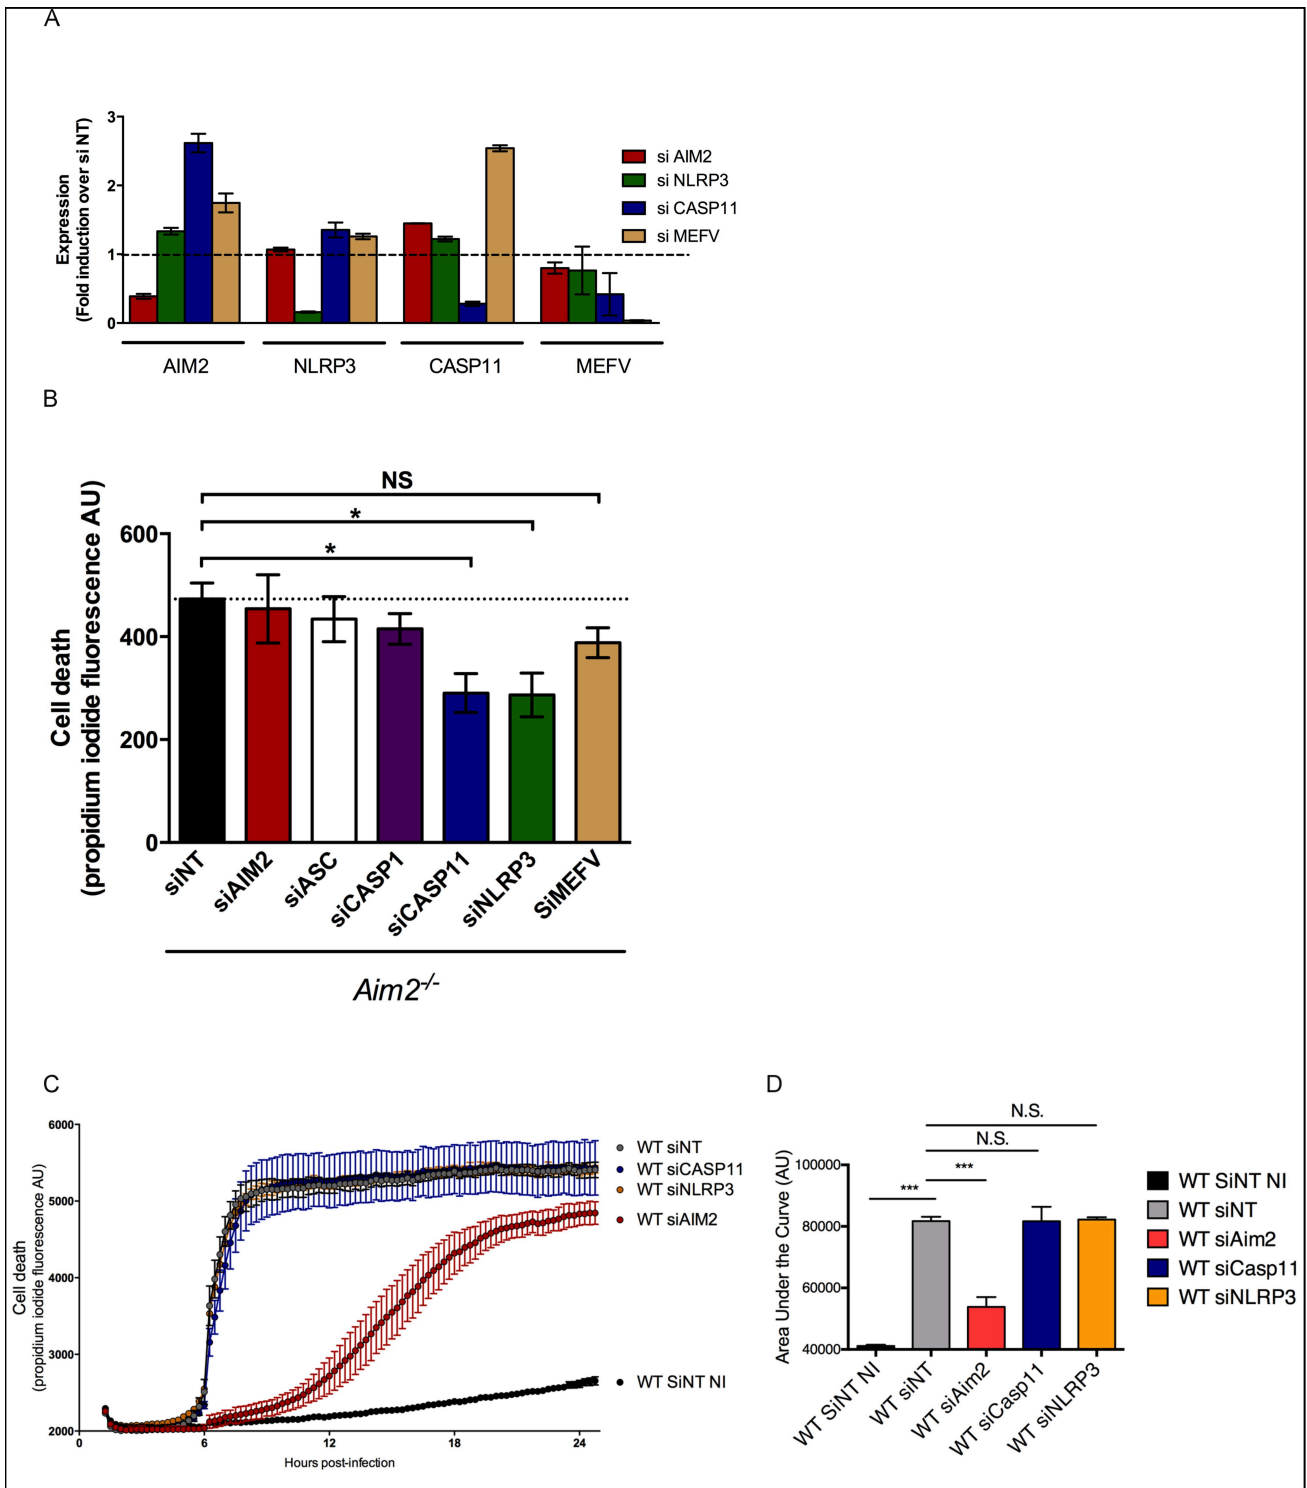 A
Expression
(Fold induction over si NT)
3
2
1
0
si AIM2
si NLRP3
si CASP11
si MEFV
AIM2
NLRP3
CASP11
MEFV
B
Cell death
(propidium iodide fluorescence AU)
600
400
200
0
NS
*
*
siNT
siAIM2
siASC
siCASP1
siCASP11
siNLRP3
SiMEFV
Aim2-/-
C
Cell death
(propidium iodide fluorescence AU)
6000
5000
4000
3000
2000
0
6
12
18
24
Hours post-infection
WT siNT
WT siCASP11
WT siNLRP3
WT siAIM2
WT SiNT NI
D
Area Under the Curve (AU)
100000
80000
60000
40000
N.S.
N.S.
***
***
WT SiNT NI
WT siNT
WT siAim2
WT siCasp11
WT siNLRP3
WT SiNT NI
WT siNT
WT siAim2
WT siCasp11
WT siNLRP3